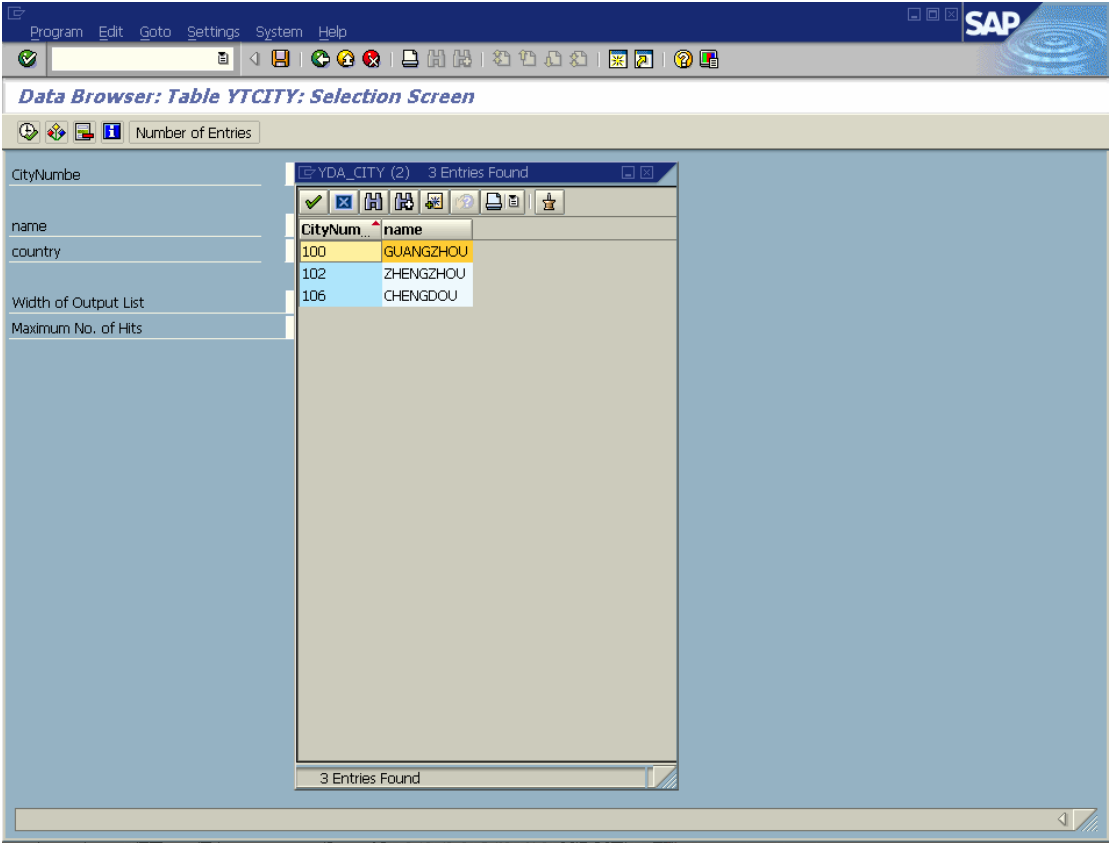 Program Edit Goto Settings System Help
SAP
Data Browser: Table YTCITY: Selection Screen
Number of Entries
CityNumbe
name
country
Width of Output List
Maximum No. of Hits
YDA_CITY (2) 3 Entries Found
CityNum... name
100 GUANGZHOU
102 ZHENGZHOU
106 CHENGDOU
3 Entries Found